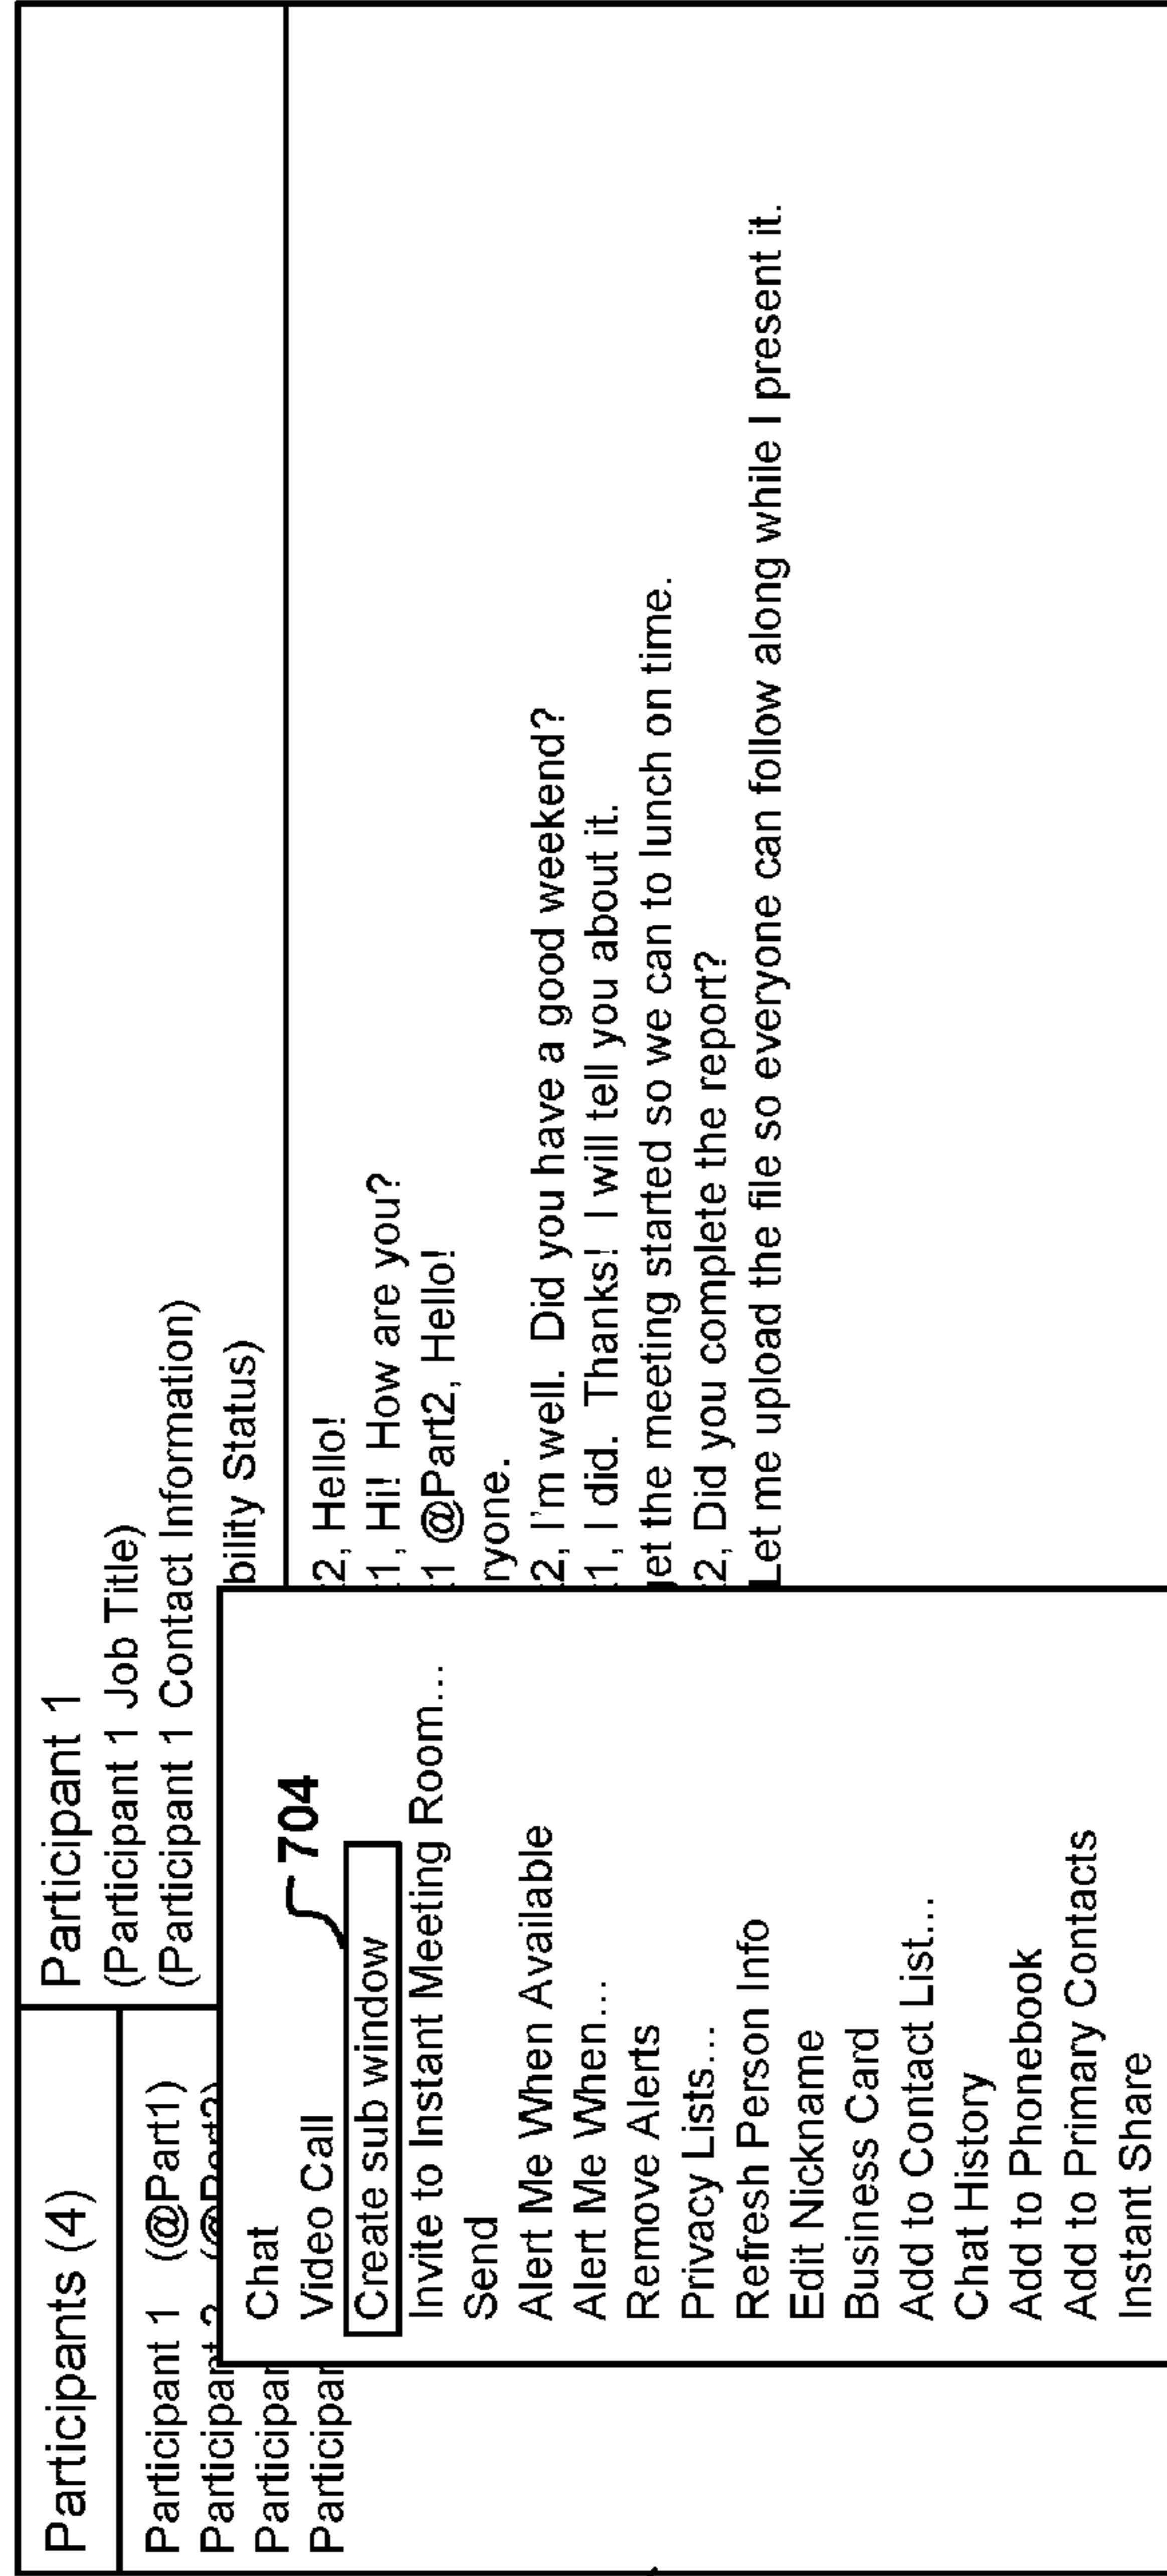 Participants (4)
Participant 1 (@Part1)
Participant 2 (@Part2)
Participar
Participar
Participant 1
(Participant 1 Job Title)
(Participant 1 Contact Information)
bility Status)
2, Hello!
1, Hi! How are you?
1 @Part2, Hello!
ryone.
2, I'm well. Did you have a good weekend?
1, I did. Thanks! I will tell you about it.
get the meeting started so we can to lunch on time.
2, Did you complete the report?
Let me upload the file so everyone can follow along while I present it.
Chat
Video Call
704
Create sub window
Invite to Instant Meeting Room...
Send
Alert Me When Available
Alert Me When...
Remove Alerts
Privacy Lists...
Refresh Person Info
Edit Nickname
Business Card
Add to Contact List...
Chat History
Add to Phonebook
Add to Primary Contacts
Instant Share